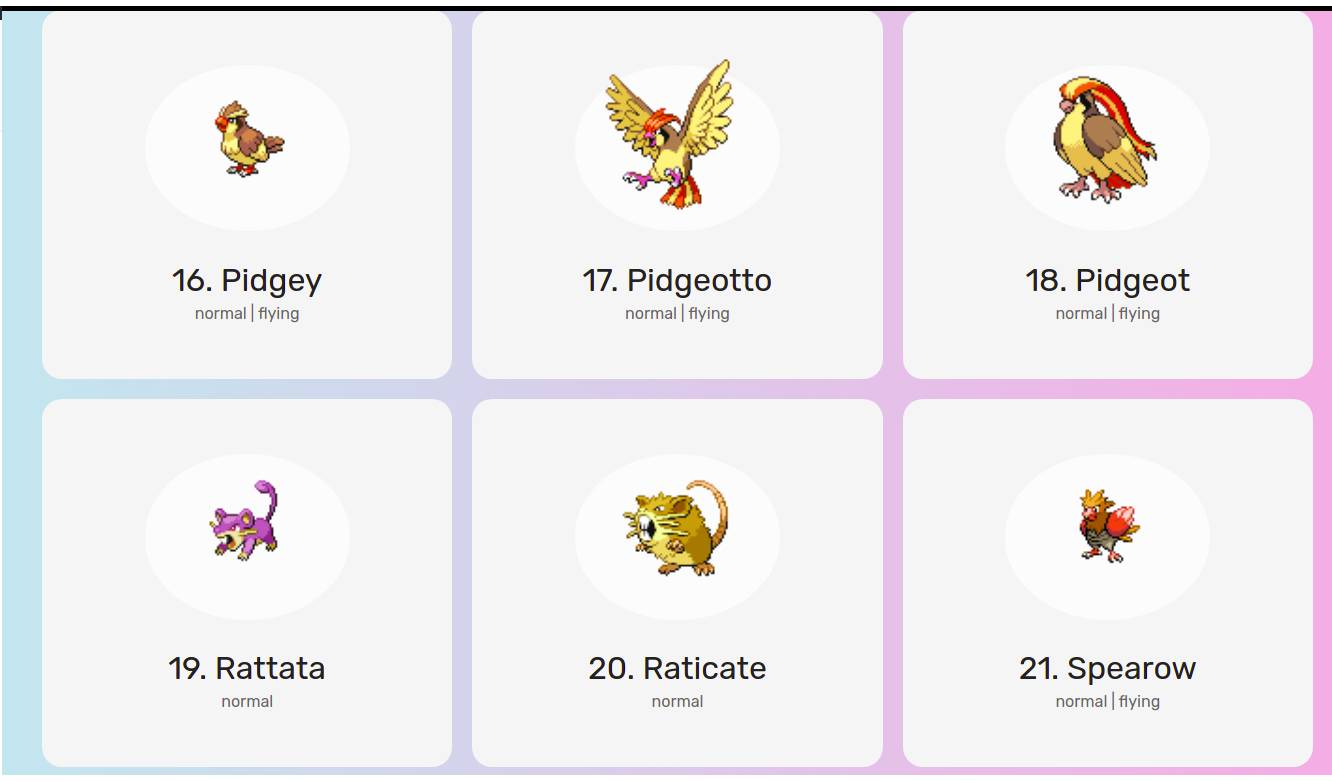 16. Pidgey
normal | flying
17. Pidgeotto
normal | flying
18. Pidgeot
normal | flying
19. Rattata
normal
20. Raticate
normal
21. Spearow
normal | flying